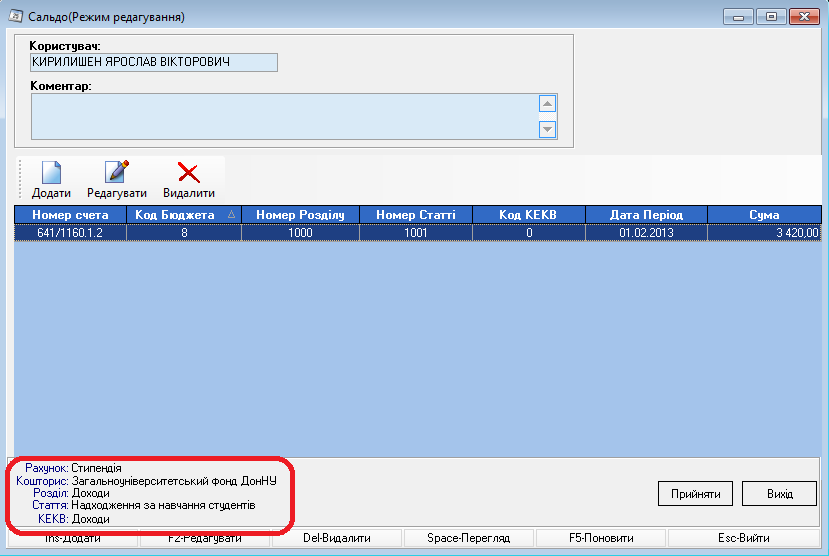 Сальдо(Режим редагування)
Користувач:
КИРИЛИШЕН ЯРОСЛАВ ВІКТОРОВИЧ
Коментар:
Додати Редагувати Видалити
Номер счета Код Бюджета Номер Розділу Номер Статті Код КЕКВ Дата Період Сума
641/1160.1.2 8 1000 1001 0 01.02.2013 3 420,00
Рахунок: Стипендія
Кошторис: Загальноуніверситетський фонд ДонНУ
Розділ: Доходи
Стаття: Надходження за навчання студентів
КЕКВ: Доходи
Прийняти Вихід
Ins-Додати F2-Редагувати Del-Видалити Space-Перегляд F5-Поновити Esc-Вийти